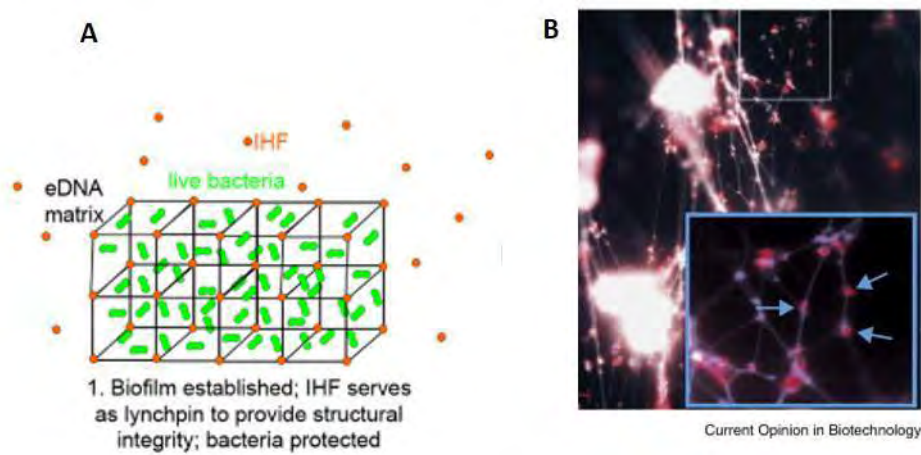 A
B
IHF
live bacteria
eDNA
matrix
1. Biofilm established; IHF serves
as lynchpin to provide structural
integrity; bacteria protected
Current Opinion in Biotechnology